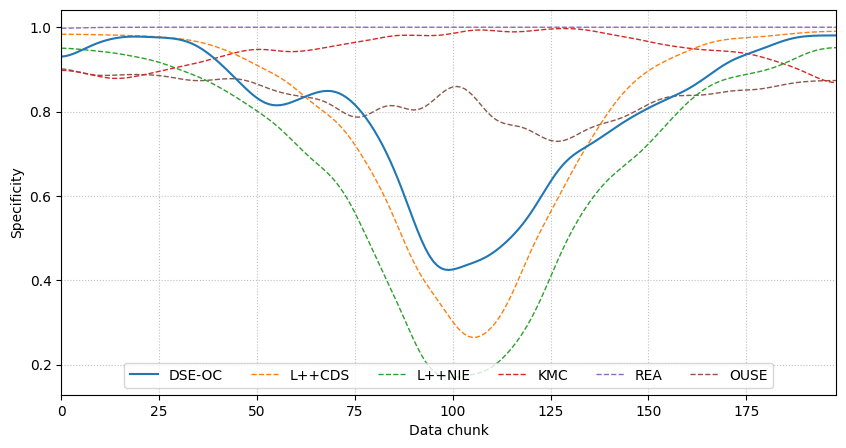 1.0
0.8
0.6
0.4
0.2
Specificity
DSE-OC L++CDS L++NIE KMC REA OUSE
0 25 50 75 100 125 150 175
Data chunk